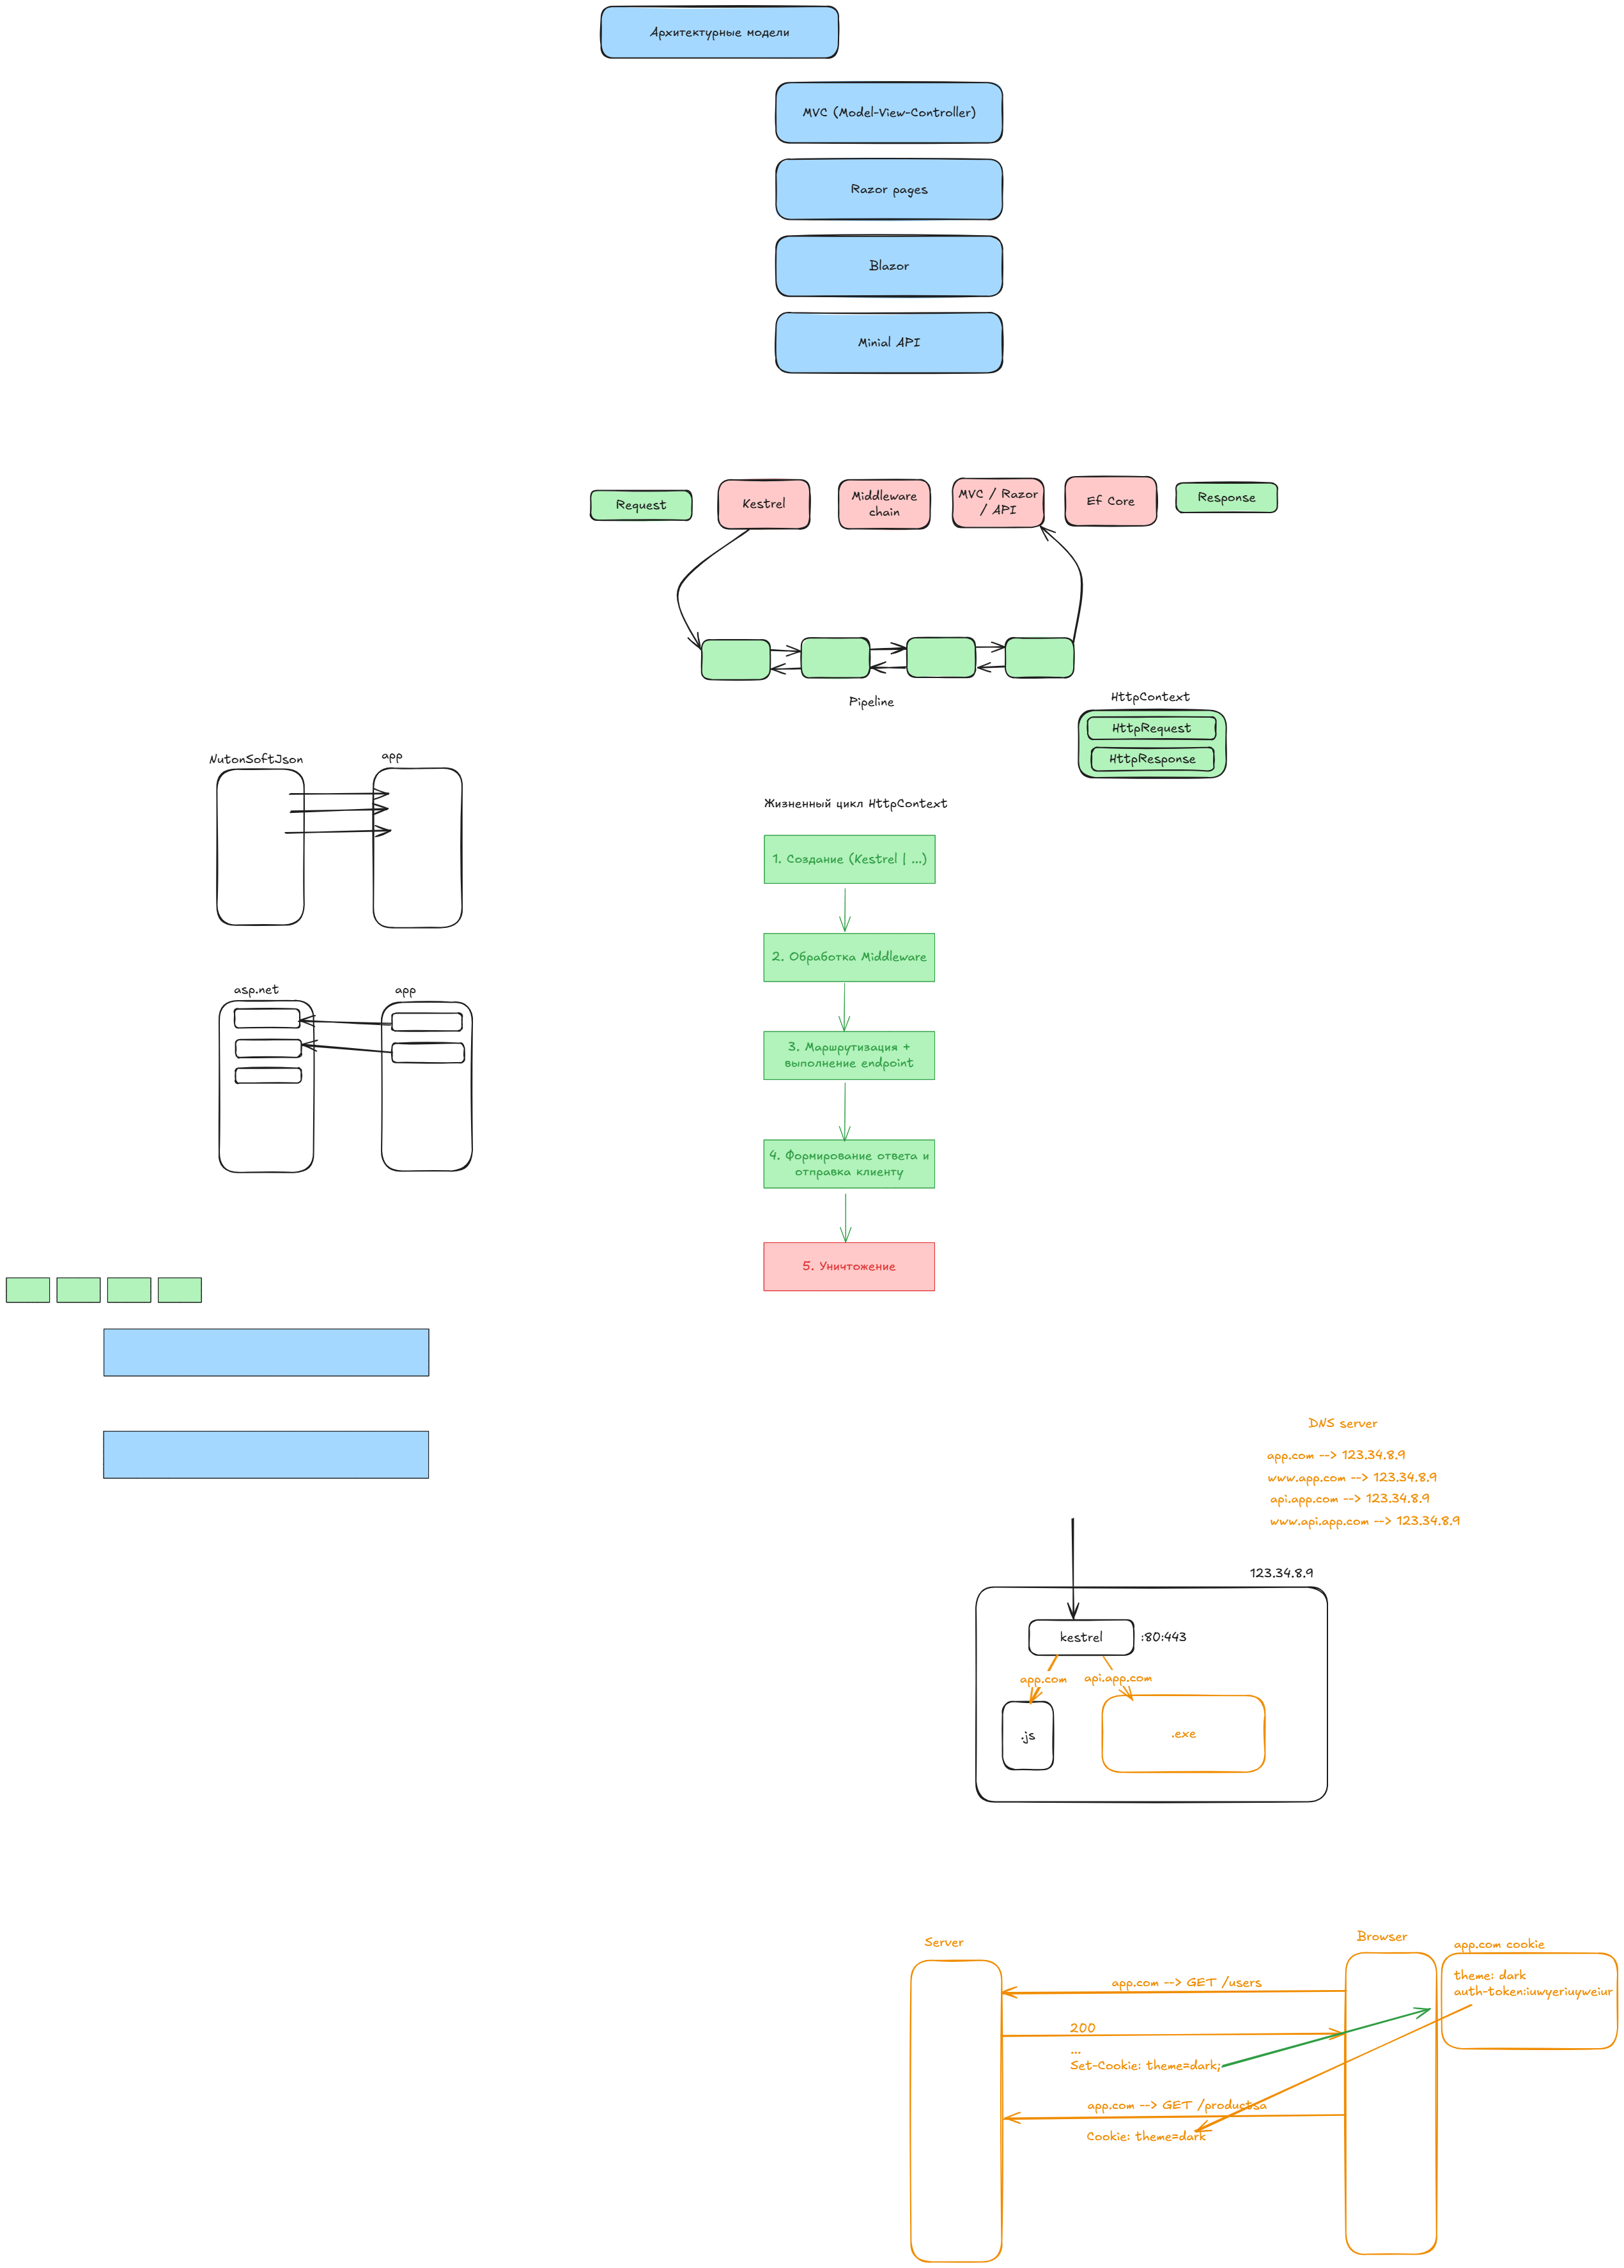 Архитектурные модели
MVC (Model-View-Controller)
Razor pages
Blazor
Minial API
Request
Kestrel
Middleware
chain
MVC / Razor
/ API
Ef Core
Response
Pipeline
HttpContext
HttpRequest
HttpResponse
NutonSoftJson
app
Жизненный цикл HttpContext
1. Создание (Kestrel | ...)
2. Обработка Middleware
3. Маршрутизация +
выполнение endpoint
4. Формирование ответа и
отправка клиенту
5. Уничтожение
asp.net
app
DNS server
app.com --> 123.34.8.9
www.app.com --> 123.34.8.9
api.app.com --> 123.34.8.9
www.api.app.com --> 123.34.8.9
123.34.8.9
kestrel
:80:443
app.com
api.app.com
.js
.exe
Server
Browser
app.com cookie
theme: dark
auth-token:iuwyeriuyweiur
app.com --> GET /users
200
...
Set-Cookie: theme=dark;
app.com --> GET /productsa
Cookie: theme=dark